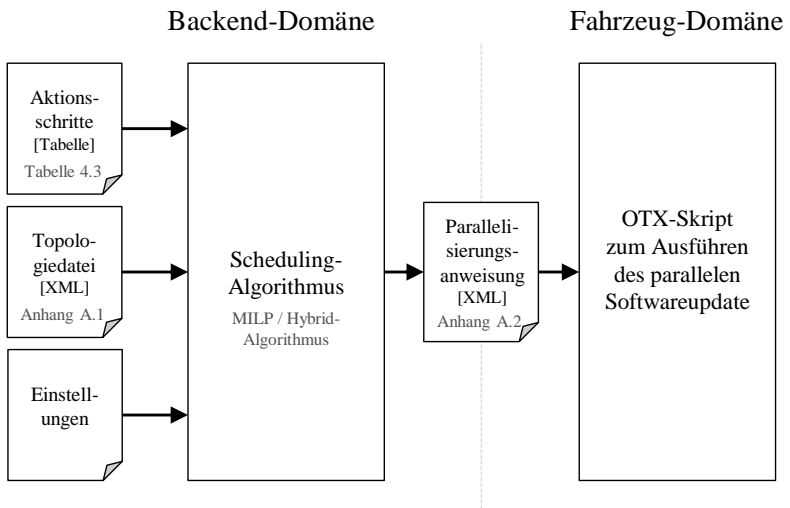 Backend-Domäne
Fahrzeug-Domäne
Aktions-
schritte
[Tabelle]
Tabelle 4.3
Topolo-
giedatei
[XML]
Anhang A.1
Einstell-
ungen
Scheduling-
Algorithmus
MILP / Hybrid-
Algorithmus
Paralleli-
sierungs-
anweisung
[XML]
Anhang A.2
OTX-Skript
zum Ausführen
des parallelen
Softwareupdate